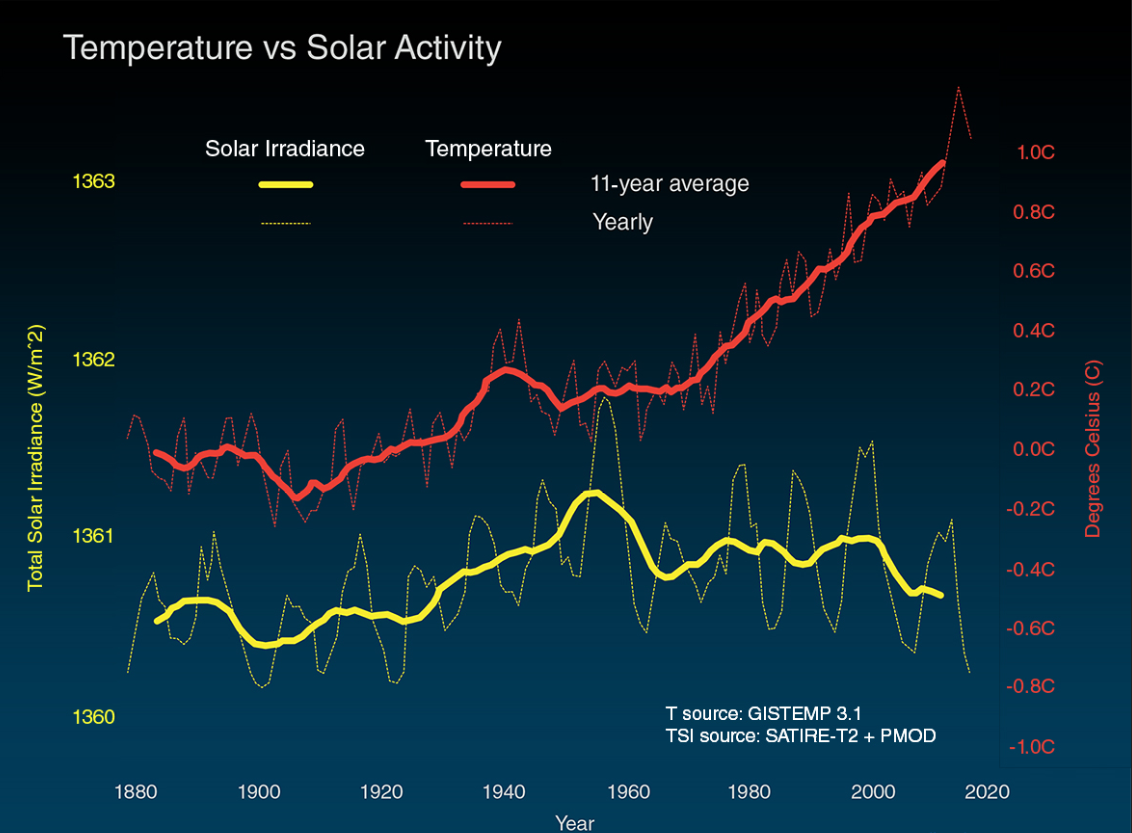 Temperature vs Solar Activity
Solar Irradiance Temperature
11-year average
Yearly
1363
1362
1361
1360
Total Solar Irradiance (W/m^2)
1.0C
0.8C
0.6C
0.4C
0.2C
0.0C
-0.2C
-0.4C
-0.6C
-0.8C
-1.0C
Degrees Celsius (C)
T source: GISTEMP 3.1
TSI source: SATIRE-T2 + PMOD
1880 1900 1920 1940 1960 1980 2000 2020
Year